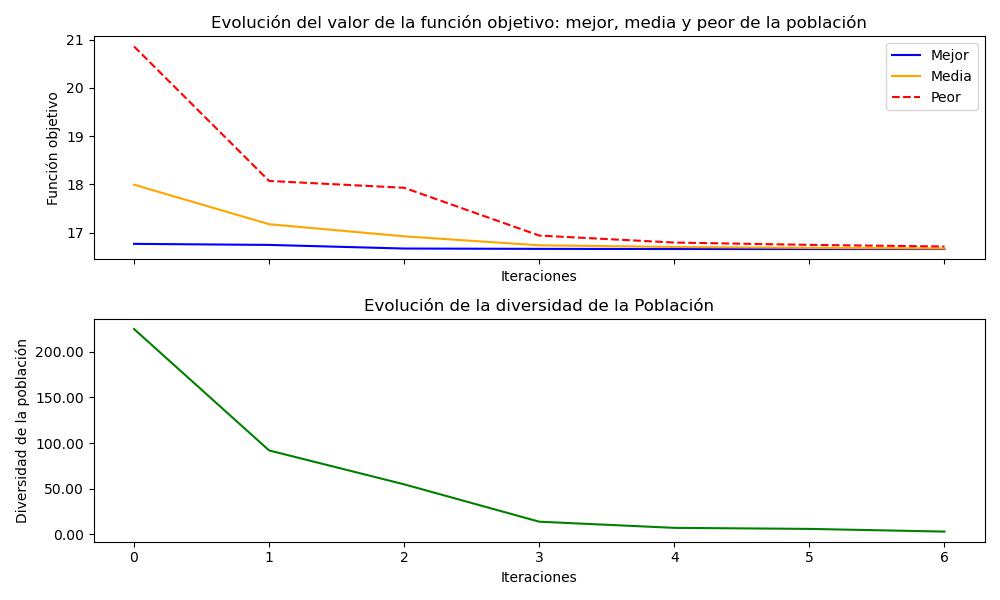 Evolución del valor de la función objetivo: mejor, media y peor de la población
21
20
19
18
17
Función objetivo
Mejor
Media
Peor
Iteraciones
Evolución de la diversidad de la Población
200.00
150.00
100.00
50.00
0.00
Diversidad de la población
0 1 2 3 4 5 6
Iteraciones